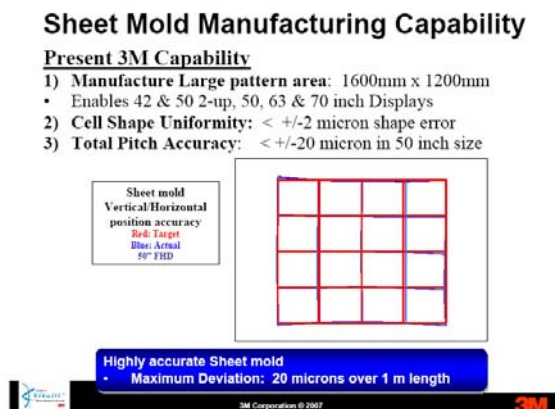 Sheet Mold Manufacturing Capability
Present 3M Capability
1) Manufacture Large pattern area: 1600mm x 1200mm
• Enables 42 & 50 2-up, 50, 63 & 70 inch Displays
2) Cell Shape Uniformity: < +/-2 micron shape error
3) Total Pitch Accuracy: < +/-20 micron in 50 inch size
Sheet mold
Vertical/Horizontal
position accuracy
Red: Target
Blue: Actual
50" FHD
Highly accurate Sheet mold
• Maximum Deviation: 20 microns over 1 m length
3M Corporation © 2007
3M